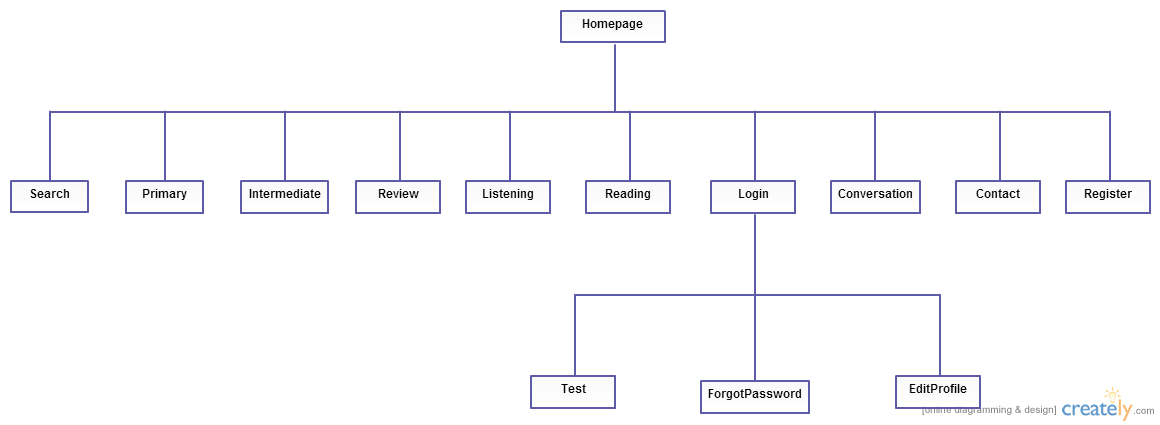 Homepage
Search
Primary
Intermediate
Review
Listening
Reading
Login
Conversation
Contact
Register
Test
ForgotPassword
EditProfile
[online diagramming & design] creately.com